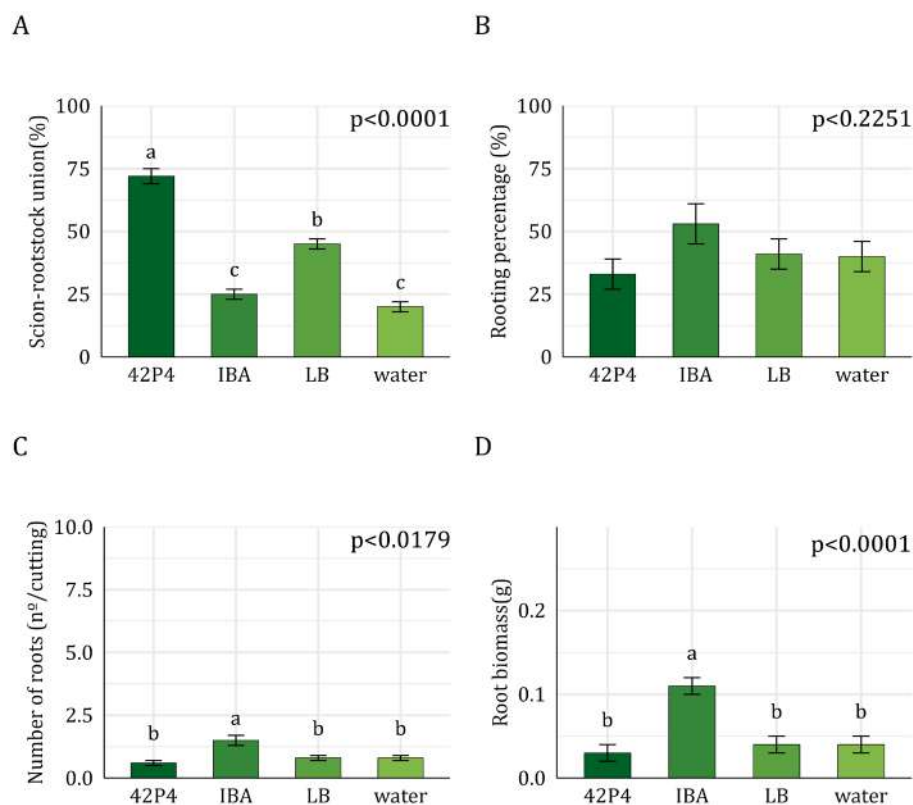 A
Scion-rootstock union(%)
100
75
50
25
0
p<0.0001
a
c
b
c
42P4 IBA LB water
B
Rooting percentage (%)
100
75
50
25
0
p<0.2251
42P4 IBA LB water
C
Number of roots (nº/cutting)
10.0
7.5
5.0
2.5
0.0
p<0.0179
b a b b
42P4 IBA LB water
D
Root biomass(g)
0.2
0.1
0.0
p<0.0001
b
a
b b
42P4 IBA LB water